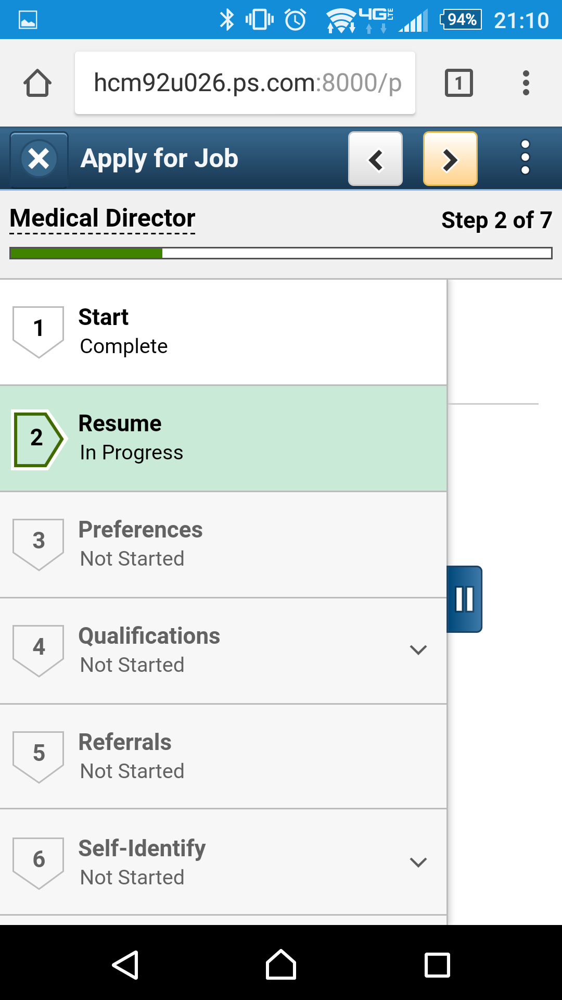 4G LTE 94% 21:10
hcm92u026.ps.com:8000/p 1
Apply for Job
Medical Director Step 2 of 7
1 Start
Complete
2 Resume
In Progress
3 Preferences
Not Started
4 Qualifications
Not Started
5 Referrals
Not Started
6 Self-Identify
Not Started